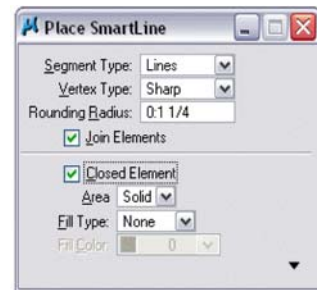 Place SmartLine
Segment Type: Lines
Vertex Type: Sharp
Rounding Radius: 0:1 1/4
Join Elements
Closed Element
Area Solid
Fill Type: None
Fill Color: 0